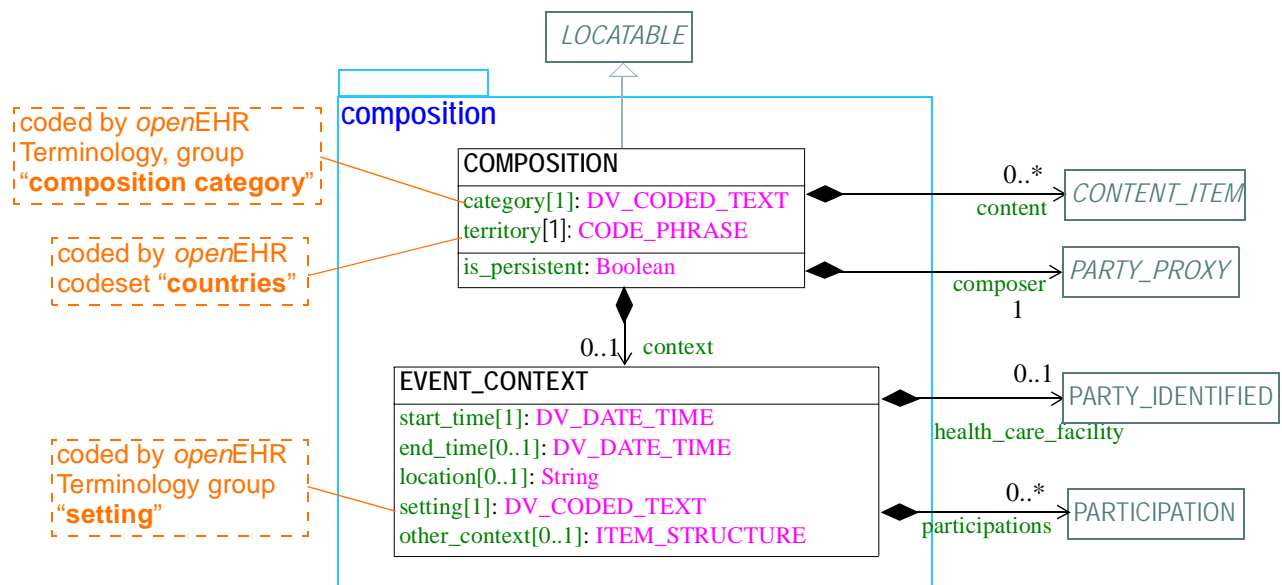 LOCATABLE
composition
coded by openEHR
Terminology, group
“composition category”
COMPOSITION
category[1]: DV_CODED_TEXT
territory[1]: CODE_PHRASE
is_persistent: Boolean
0..*
content
CONTENT_ITEM
coded by openEHR
codeset “countries”
composer
1
PARTY_PROXY
0..1
context
EVENT_CONTEXT
start_time[1]: DV_DATE_TIME
end_time[0..1]: DV_DATE_TIME
location[0..1]: String
setting[1]: DV_CODED_TEXT
other_context[0..1]: ITEM_STRUCTURE
0..1
health_care_facility
PARTY_IDENTIFIED
coded by openEHR
Terminology group
“setting”
0..*
participations
PARTICIPATION